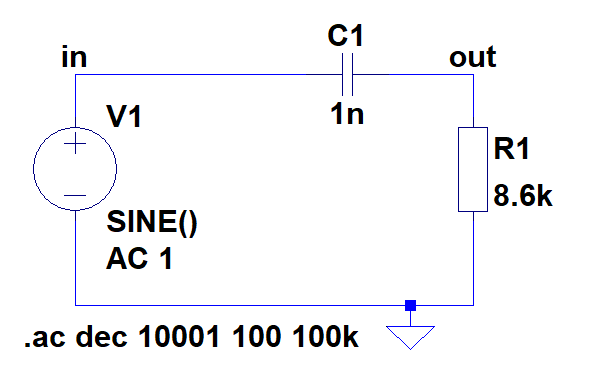 C1
in
out
1n
V1
R1
8.6k
SINE()
AC 1
.ac dec 10001 100 100k